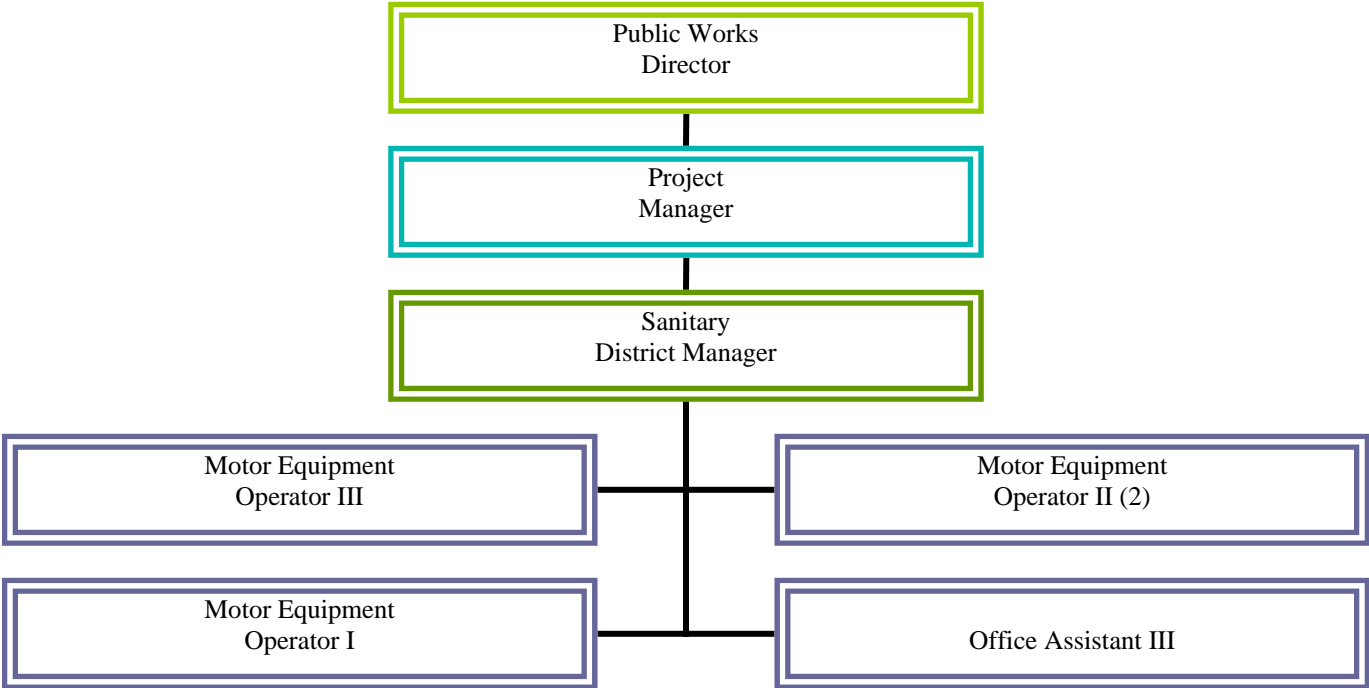 Public Works
Director
Project
Manager
Sanitary
District Manager
Motor Equipment
Operator III
Motor Equipment
Operator II (2)
Motor Equipment
Operator I
Office Assistant III